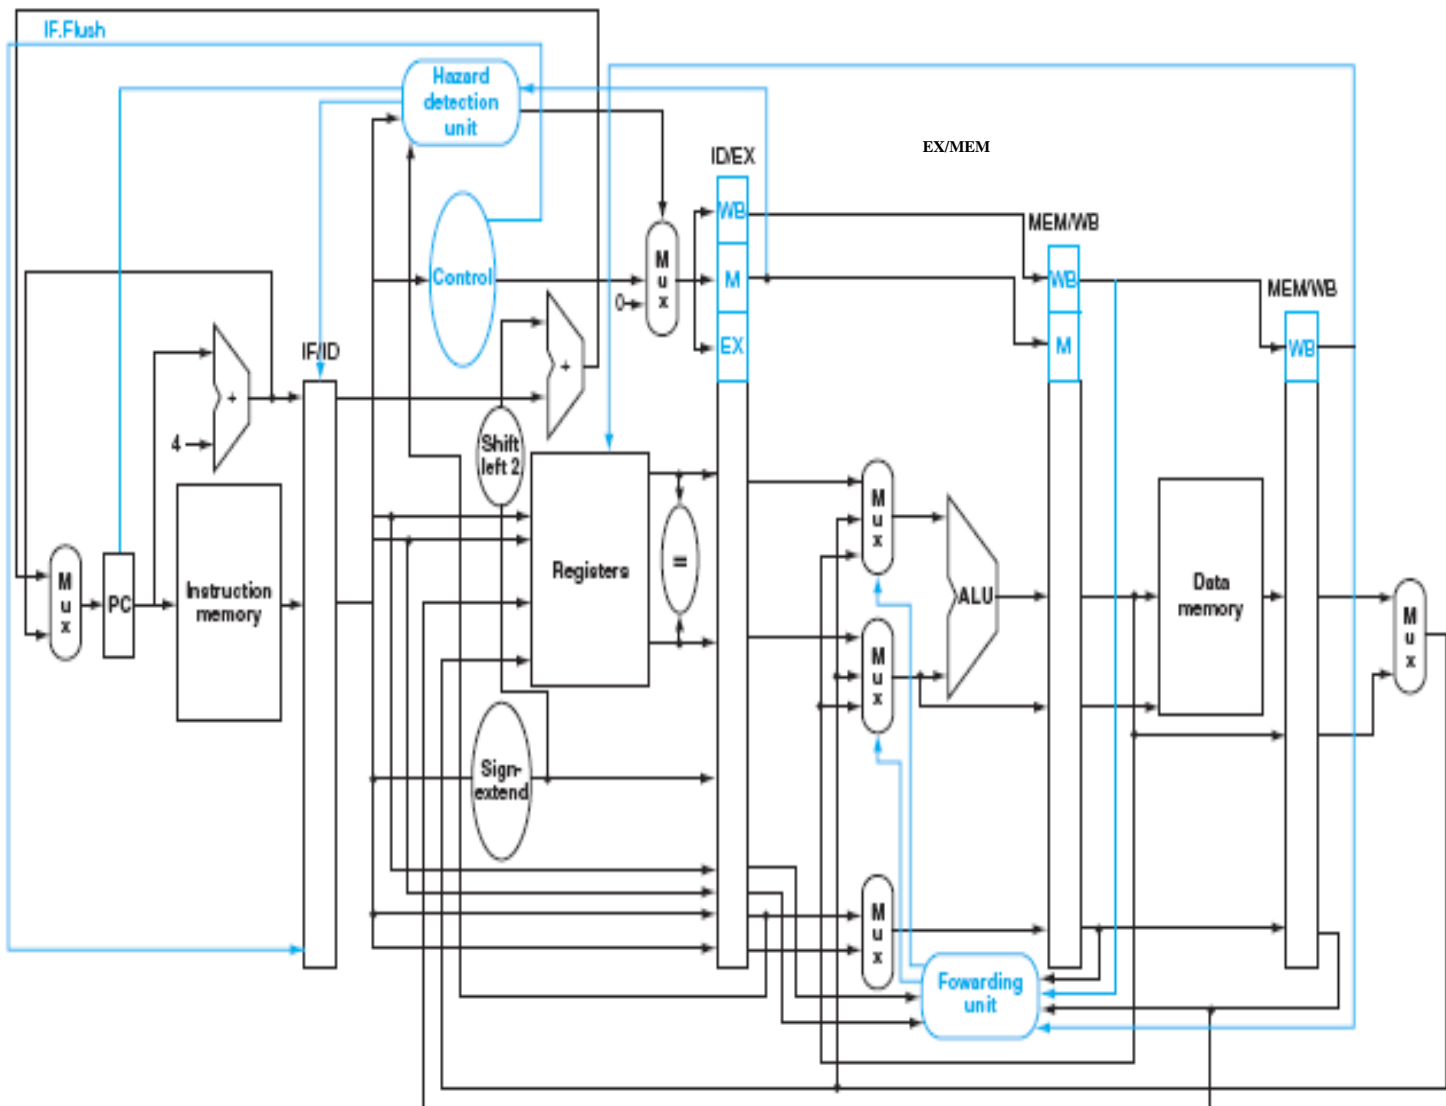 IF.Flush
Hazard
detection
unit
EX/MEM
ID/EX
WB
M
EX
MEM/WB
WB
M
MEM/WB
WB
Control
M
u
x
0
IF/ID
+
4
+
Shift
left 2
M
u
x
PC
Instruction
memory
Registers
=
M
u
x
M
u
x
ALU
Data
memory
M
u
x
Sign-
extend
M
u
x
Fowarding
unit